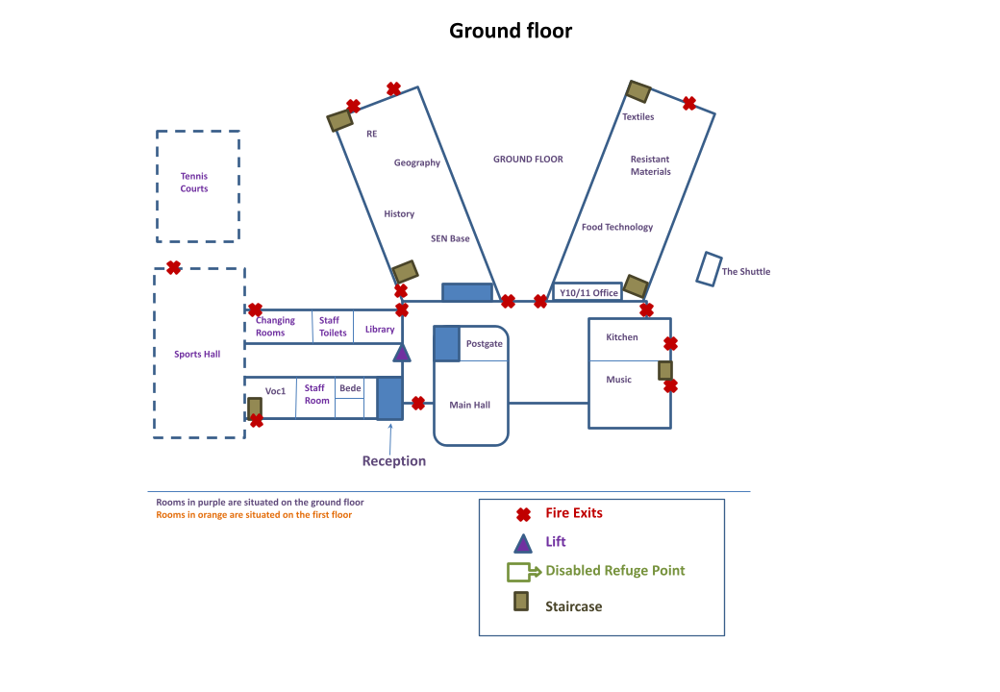 Ground floor
Textiles
RE
GROUND FLOOR
Resistant
Materials
Geography
Tennis
Courts
History
Food Technology
SEN Base
The Shuttle
Y10/11 Office
Changing
Rooms
Staff
Toilets
Library
Kitchen
Postgate
Sports Hall
Music
Voc1
Staff
Room
Bede
Main Hall
Reception
Rooms in purple are situated on the ground floor
Rooms in orange are situated on the first floor
Fire Exits
Lift
Disabled Refuge Point
Staircase